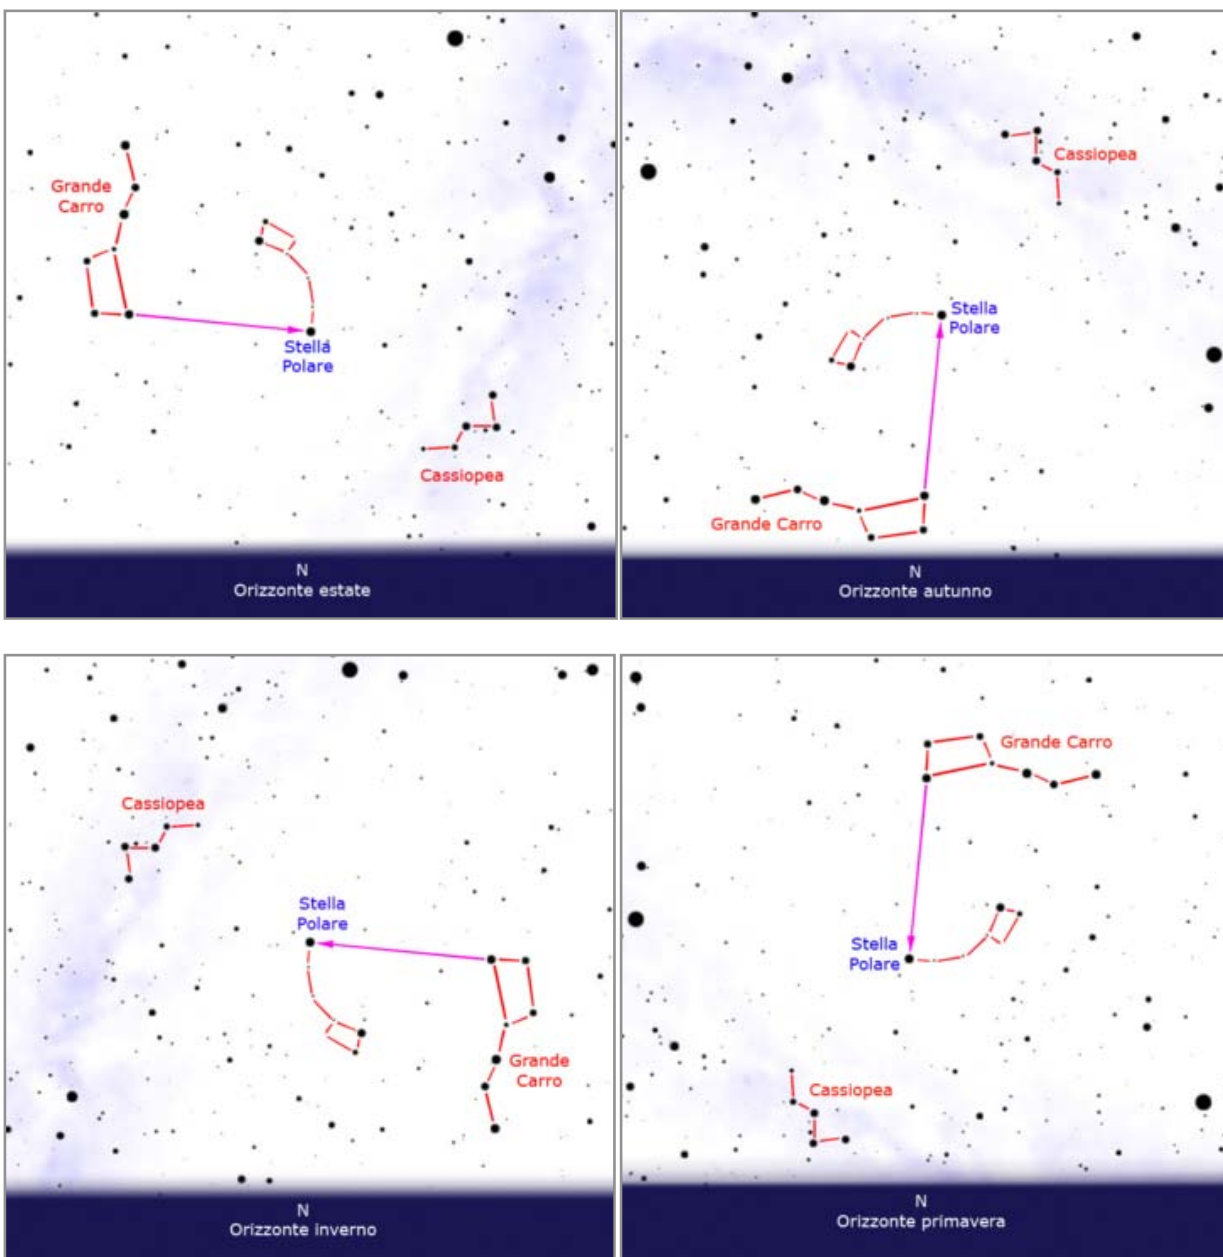 Grande
Carro
Stella
Polare
Cassiopea
N
Orizzonte estate
Cassiopea
Stella
Polare
Grande Carro
N
Orizzonte autunno
Cassiopea
Stella
Polare
Grande
Carro
N
Orizzonte inverno
Grande Carro
Stella
Polare
Cassiopea
N
Orizzonte primavera